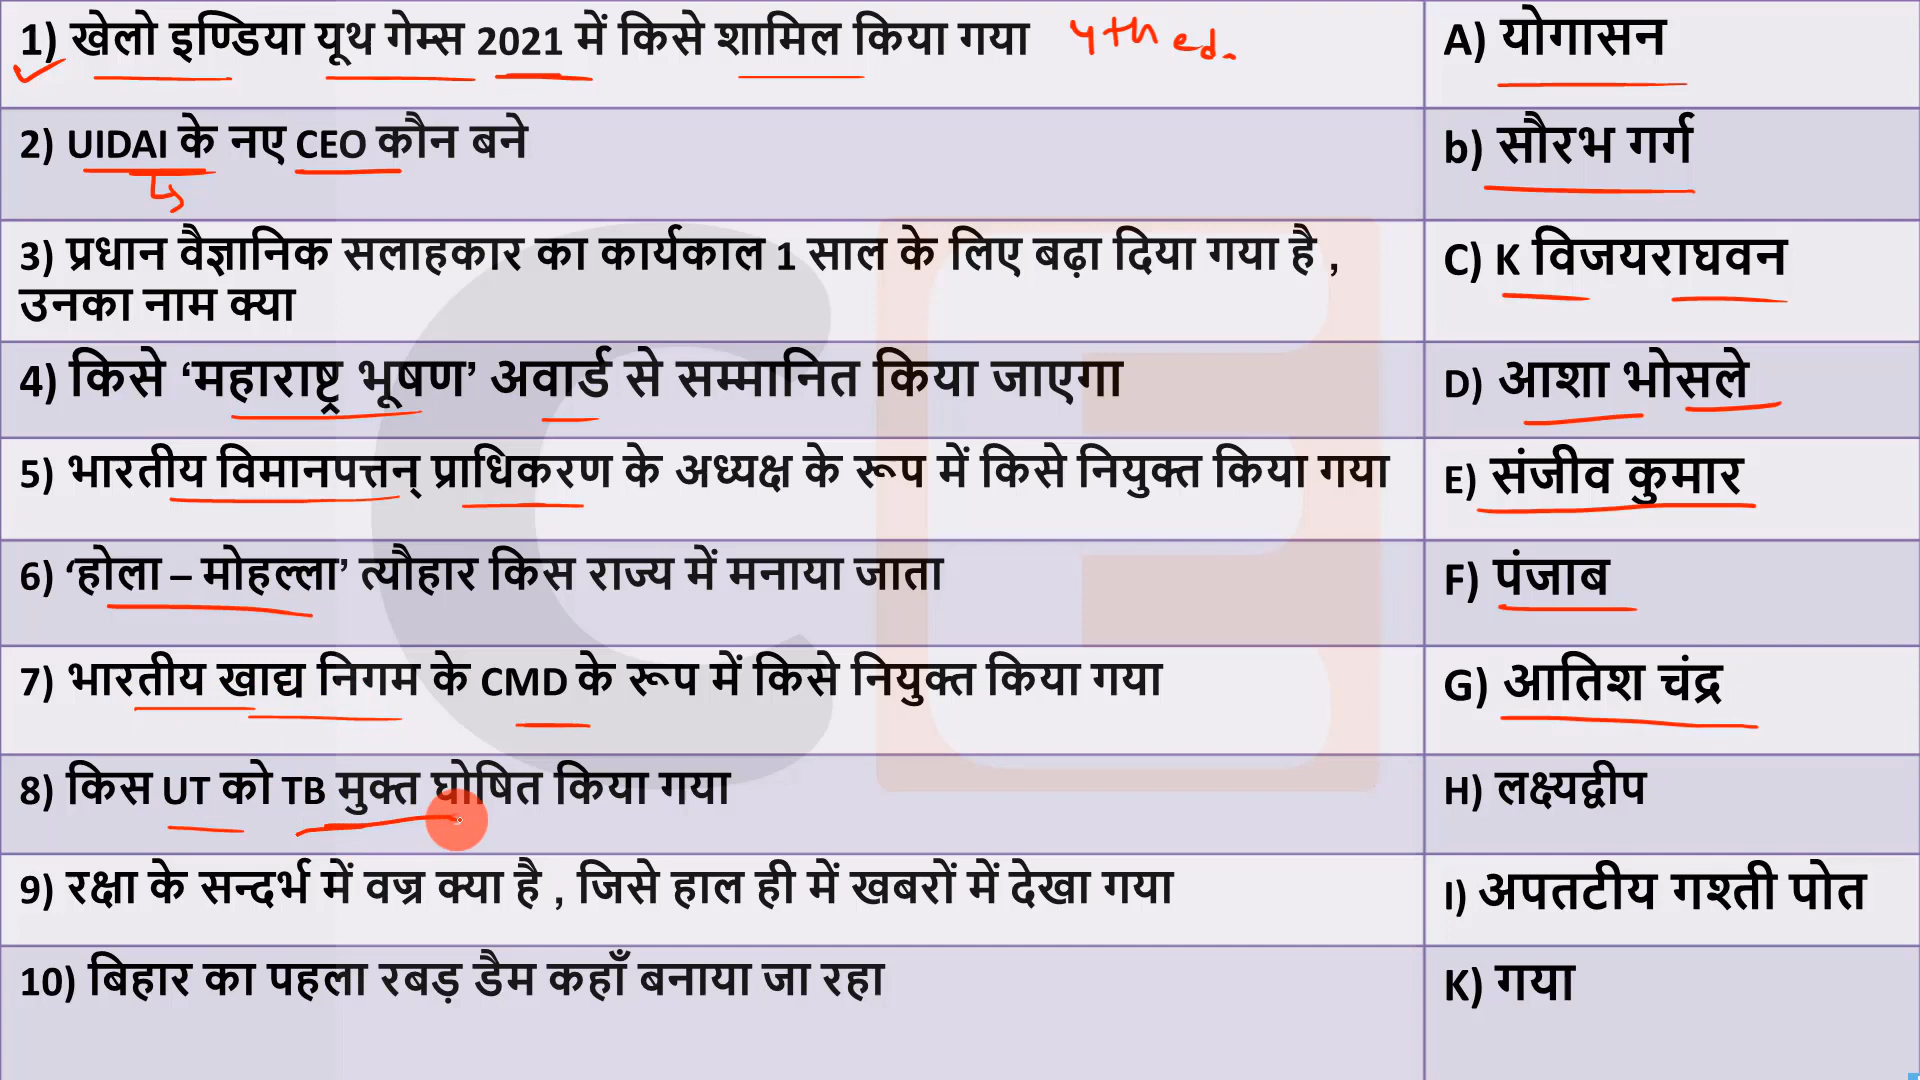 1) खेलो इण्डिया यूथ गेम्स 2021 में किसे शामिल किया गया 4th ed.
A) योगासन
2) UIDAI के नए CEO कौन बने
b) सौरभ गर्ग
3) प्रधान वैज्ञानिक सलाहकार का कार्यकाल 1 साल के लिए बढ़ा दिया गया है ,
उनका नाम क्या
C) K विजयराघवन
4) किसे ‘महाराष्ट्र भूषण’ अवार्ड से सम्मानित किया जाएगा
D) आशा भोसले
5) भारतीय विमानपत्तन् प्राधिकरण के अध्यक्ष के रूप में किसे नियुक्त किया गया
E) संजीव कुमार
6) ‘होला – मोहल्ला’ त्यौहार किस राज्य में मनाया जाता
F) पंजाब
7) भारतीय खाद्य निगम के CMD के रूप में किसे नियुक्त किया गया
G) आतिश चंद्र
8) किस UT को TB मुक्त घोषित किया गया
H) लक्ष्यद्वीप
9) रक्षा के सन्दर्भ में वज्र क्या है , जिसे हाल ही में खबरों में देखा गया
I) अपतटीय गश्ती पोत
10) बिहार का पहला रबड़ डैम कहाँ बनाया जा रहा
K) गया